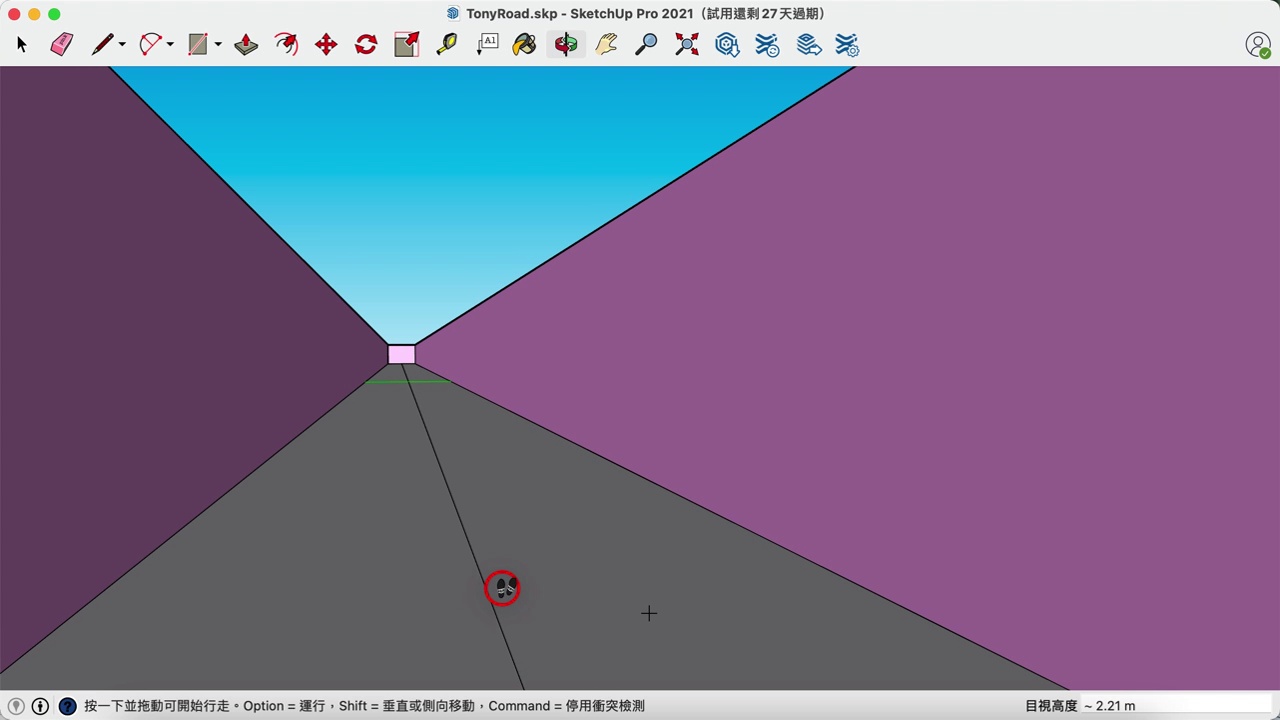 TonyRoad.skp - SketchUp Pro 2021（試用還剩 27 天過期）
A1
按一下並拖動可開始行走。Option = 運行，Shift = 垂直或側向移動，Command = 停用衝突檢測
目視高度 ~ 2.21 m